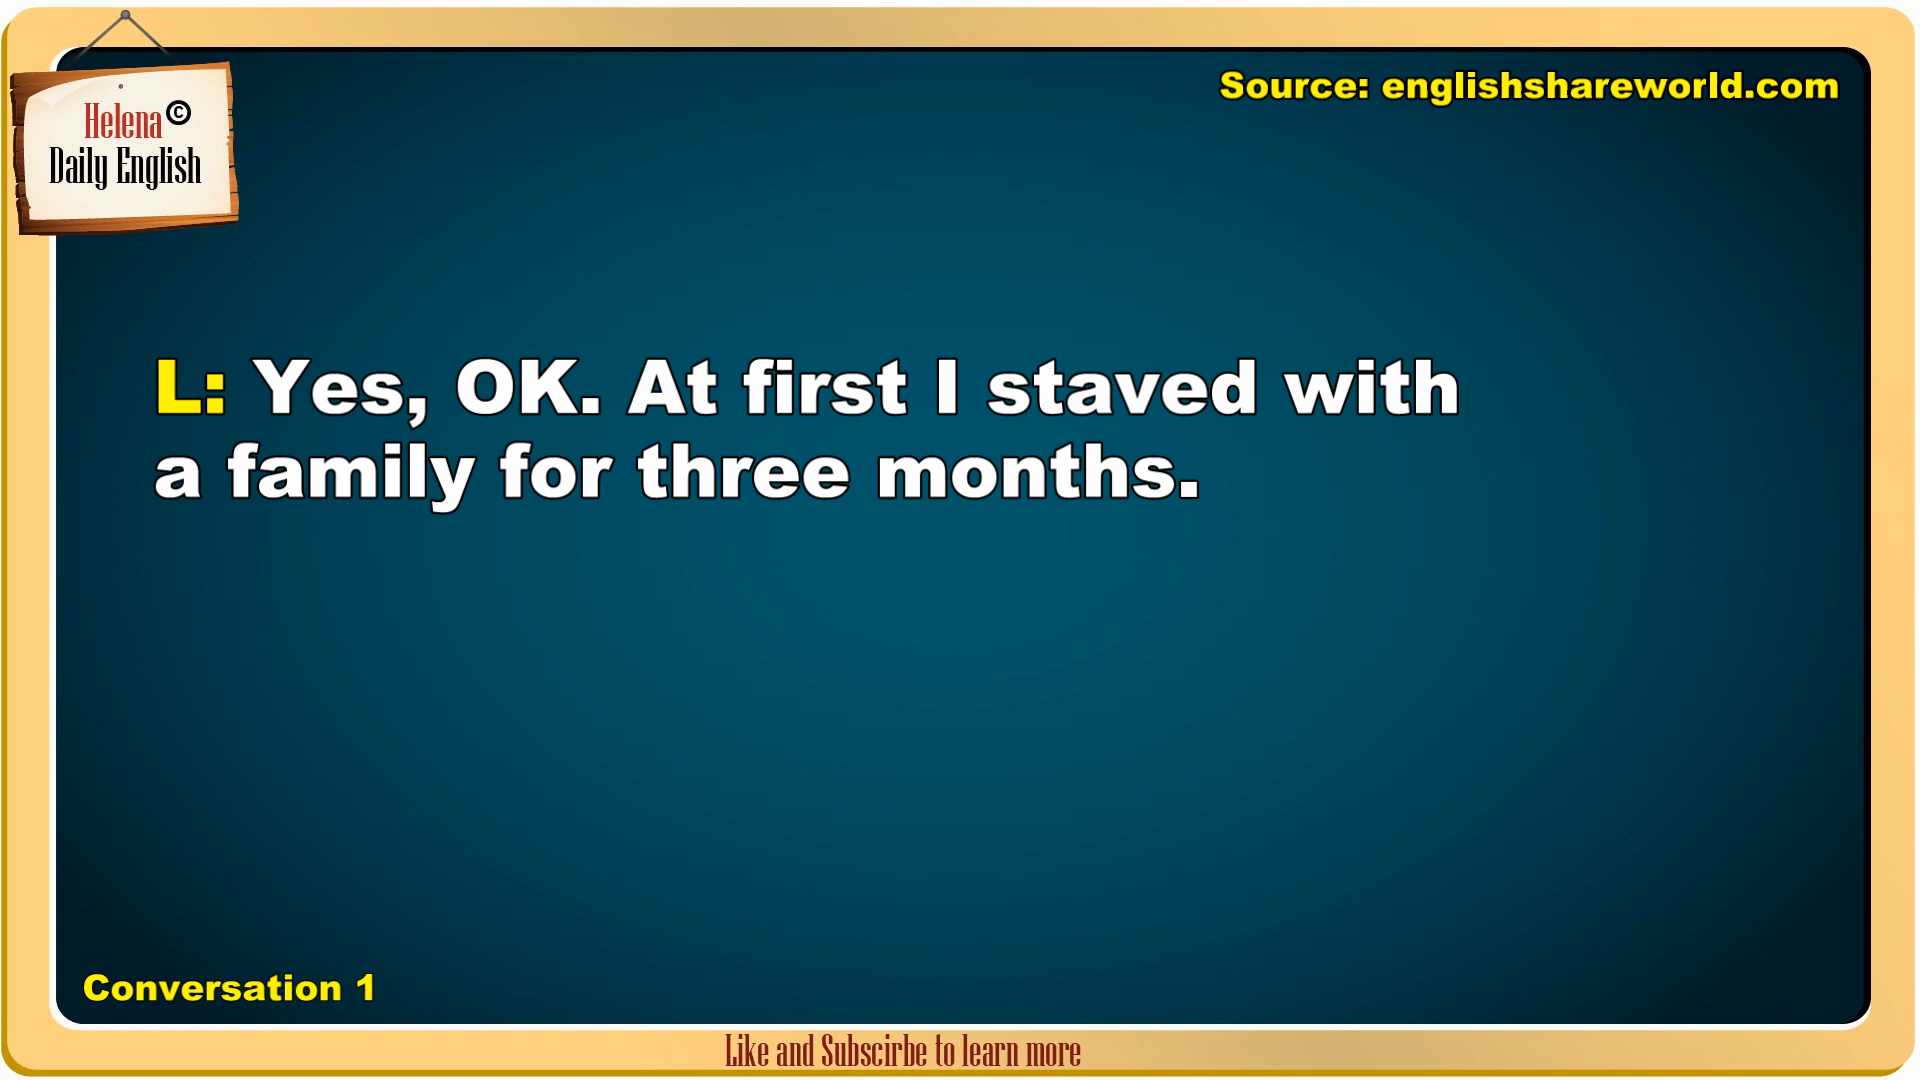 Source: englishshareworld.com
Helena ©
Daily English
L: Yes, OK. At first I staved with
a family for three months.
Conversation 1
Like and Subscirbe to learn more